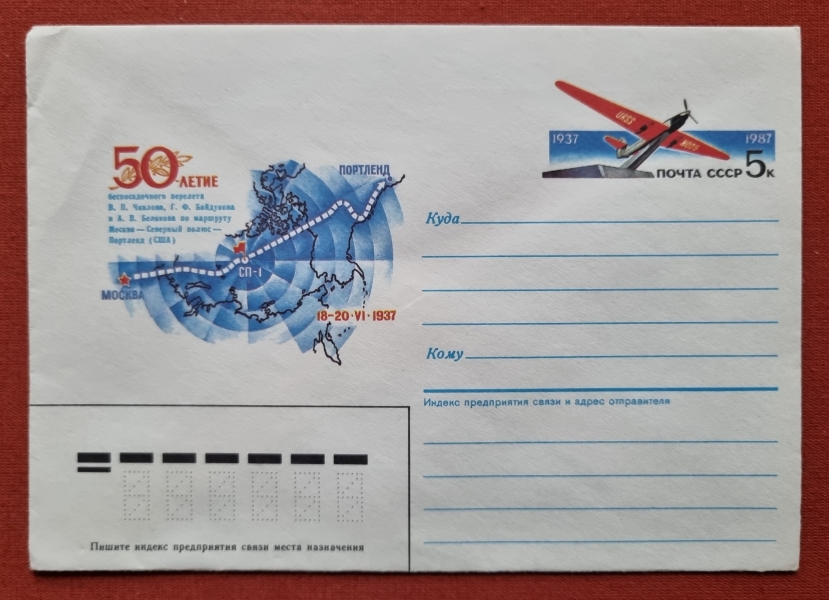 50-ЛЕТИЕ
беспосадочного перелета
В. П. Чкалова, Г. Ф. Байдукова
и А. В. Белякова по маршруту
Москва — Северный полюс —
Портленд (США)
ПОРТЛЕНД
СП-1
МОСКВА
18-20·VI·1937
1937 1987
ПОЧТА СССР 5к
Куда
Кому
Индекс предприятия связи и адрес отправителя
Пишите индекс предприятия связи места назначения